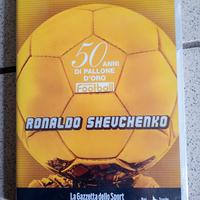 50
ANNI
DI PALLONE
D'ORO
Football
RONALDO SHEVCHENKO
La Gazzetta dello Sport